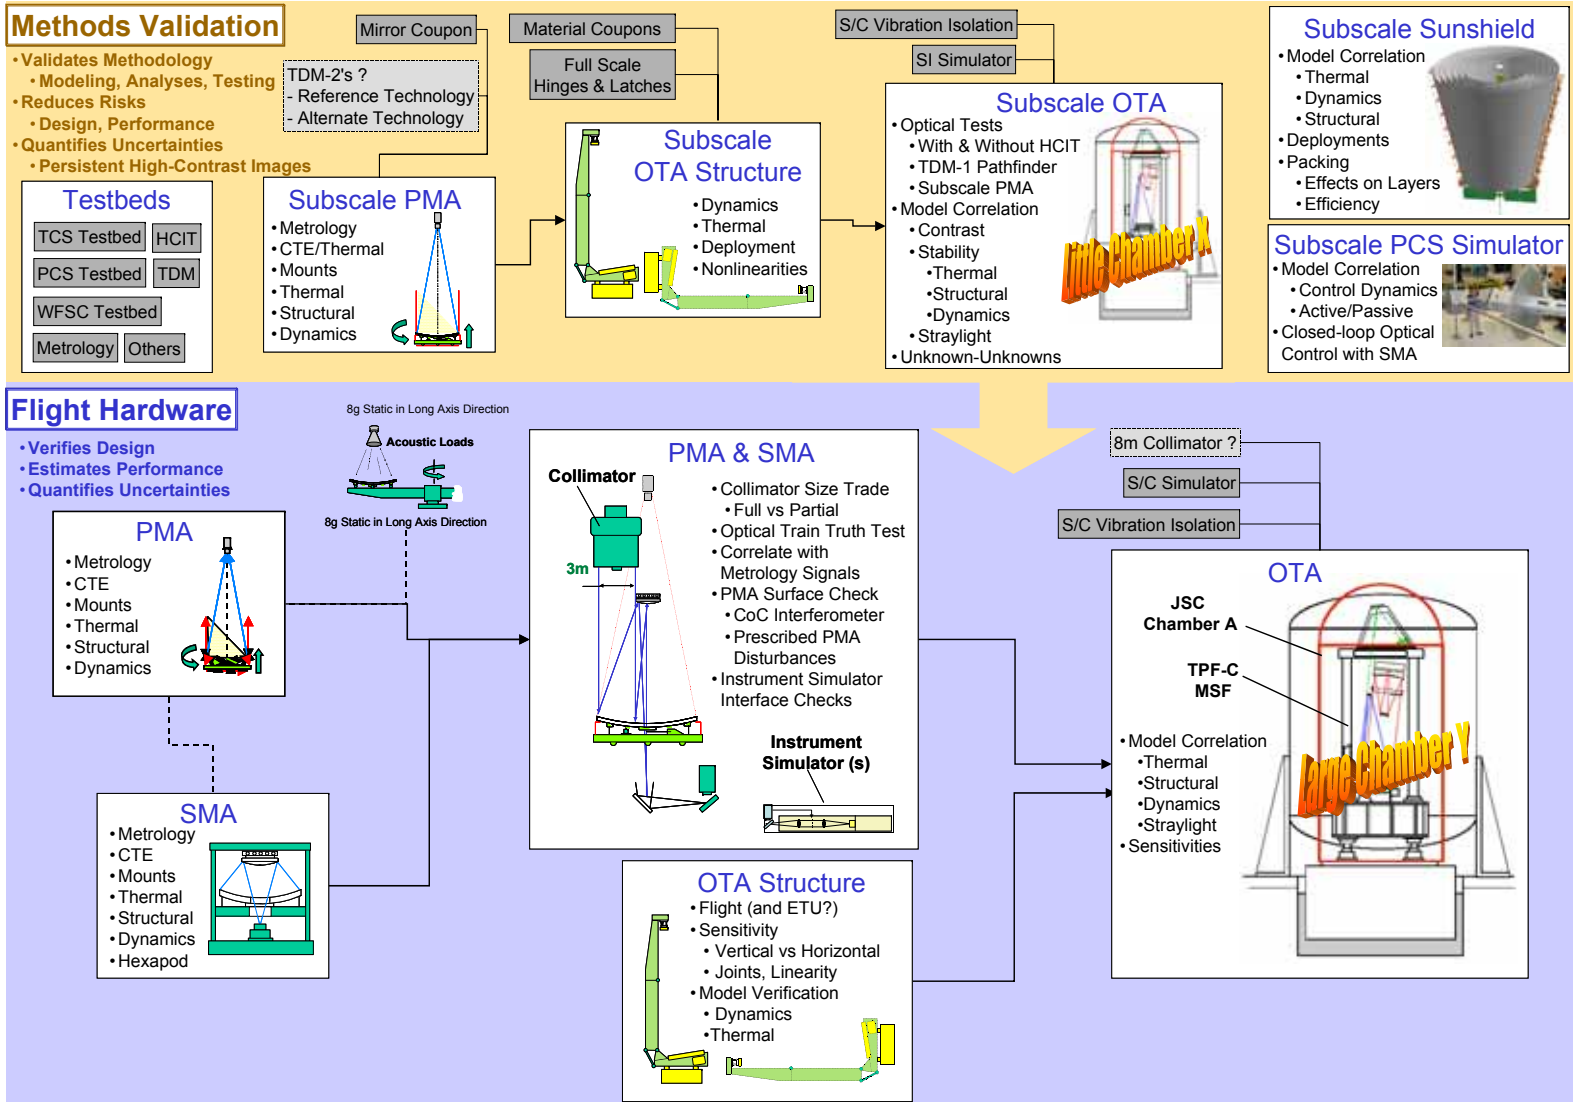 Methods Validation
• Validates Methodology
• Modeling, Analyses, Testing
• Reduces Risks
• Design, Performance
• Quantifies Uncertainties
• Persistent High-Contrast Images
Testbeds
TCS Testbed
HCIT
PCS Testbed
TDM
WFSC Testbed
Metrology
Others
Mirror Coupon
TDM-2's ?
- Reference Technology
- Alternate Technology
Subscale PMA
• Metrology
• CTE/Thermal
• Mounts
• Thermal
• Structural
• Dynamics
Material Coupons
Full Scale
Hinges & Latches
Subscale
OTA Structure
• Dynamics
• Thermal
• Deployment
• Nonlinearities
S/C Vibration Isolation
SI Simulator
Subscale OTA
• Optical Tests
• With & Without HCIT
• TDM-1 Pathfinder
• Subscale PMA
• Model Correlation
• Contrast
• Stability
•Thermal
•Structural
•Dynamics
• Straylight
• Unknown-Unknowns
Little Chamber X
Subscale Sunshield
• Model Correlation
• Thermal
• Dynamics
• Structural
• Deployments
• Packing
• Effects on Layers
• Efficiency
Subscale PCS Simulator
• Model Correlation
• Control Dynamics
• Active/Passive
• Closed-loop Optical
Control with SMA
Flight Hardware
• Verifies Design
• Estimates Performance
• Quantifies Uncertainties
8g Static in Long Axis Direction
Acoustic Loads
8g Static in Long Axis Direction
PMA
• Metrology
• CTE
• Mounts
• Thermal
• Structural
• Dynamics
SMA
• Metrology
• CTE
• Mounts
• Thermal
• Structural
• Dynamics
• Hexapod
PMA & SMA
Collimator
3m
• Collimator Size Trade
• Full vs Partial
• Optical Train Truth Test
• Correlate with
Metrology Signals
• PMA Surface Check
• CoC Interferometer
• Prescribed PMA
Disturbances
• Instrument Simulator
Interface Checks
Instrument
Simulator (s)
OTA Structure
• Flight (and ETU?)
• Sensitivity
• Vertical vs Horizontal
• Joints, Linearity
• Model Verification
• Dynamics
•Thermal
8m Collimator ?
S/C Simulator
S/C Vibration Isolation
OTA
JSC
Chamber A
TPF-C
MSF
• Model Correlation
•Thermal
•Structural
•Dynamics
•Straylight
• Sensitivities
Large Chamber Y